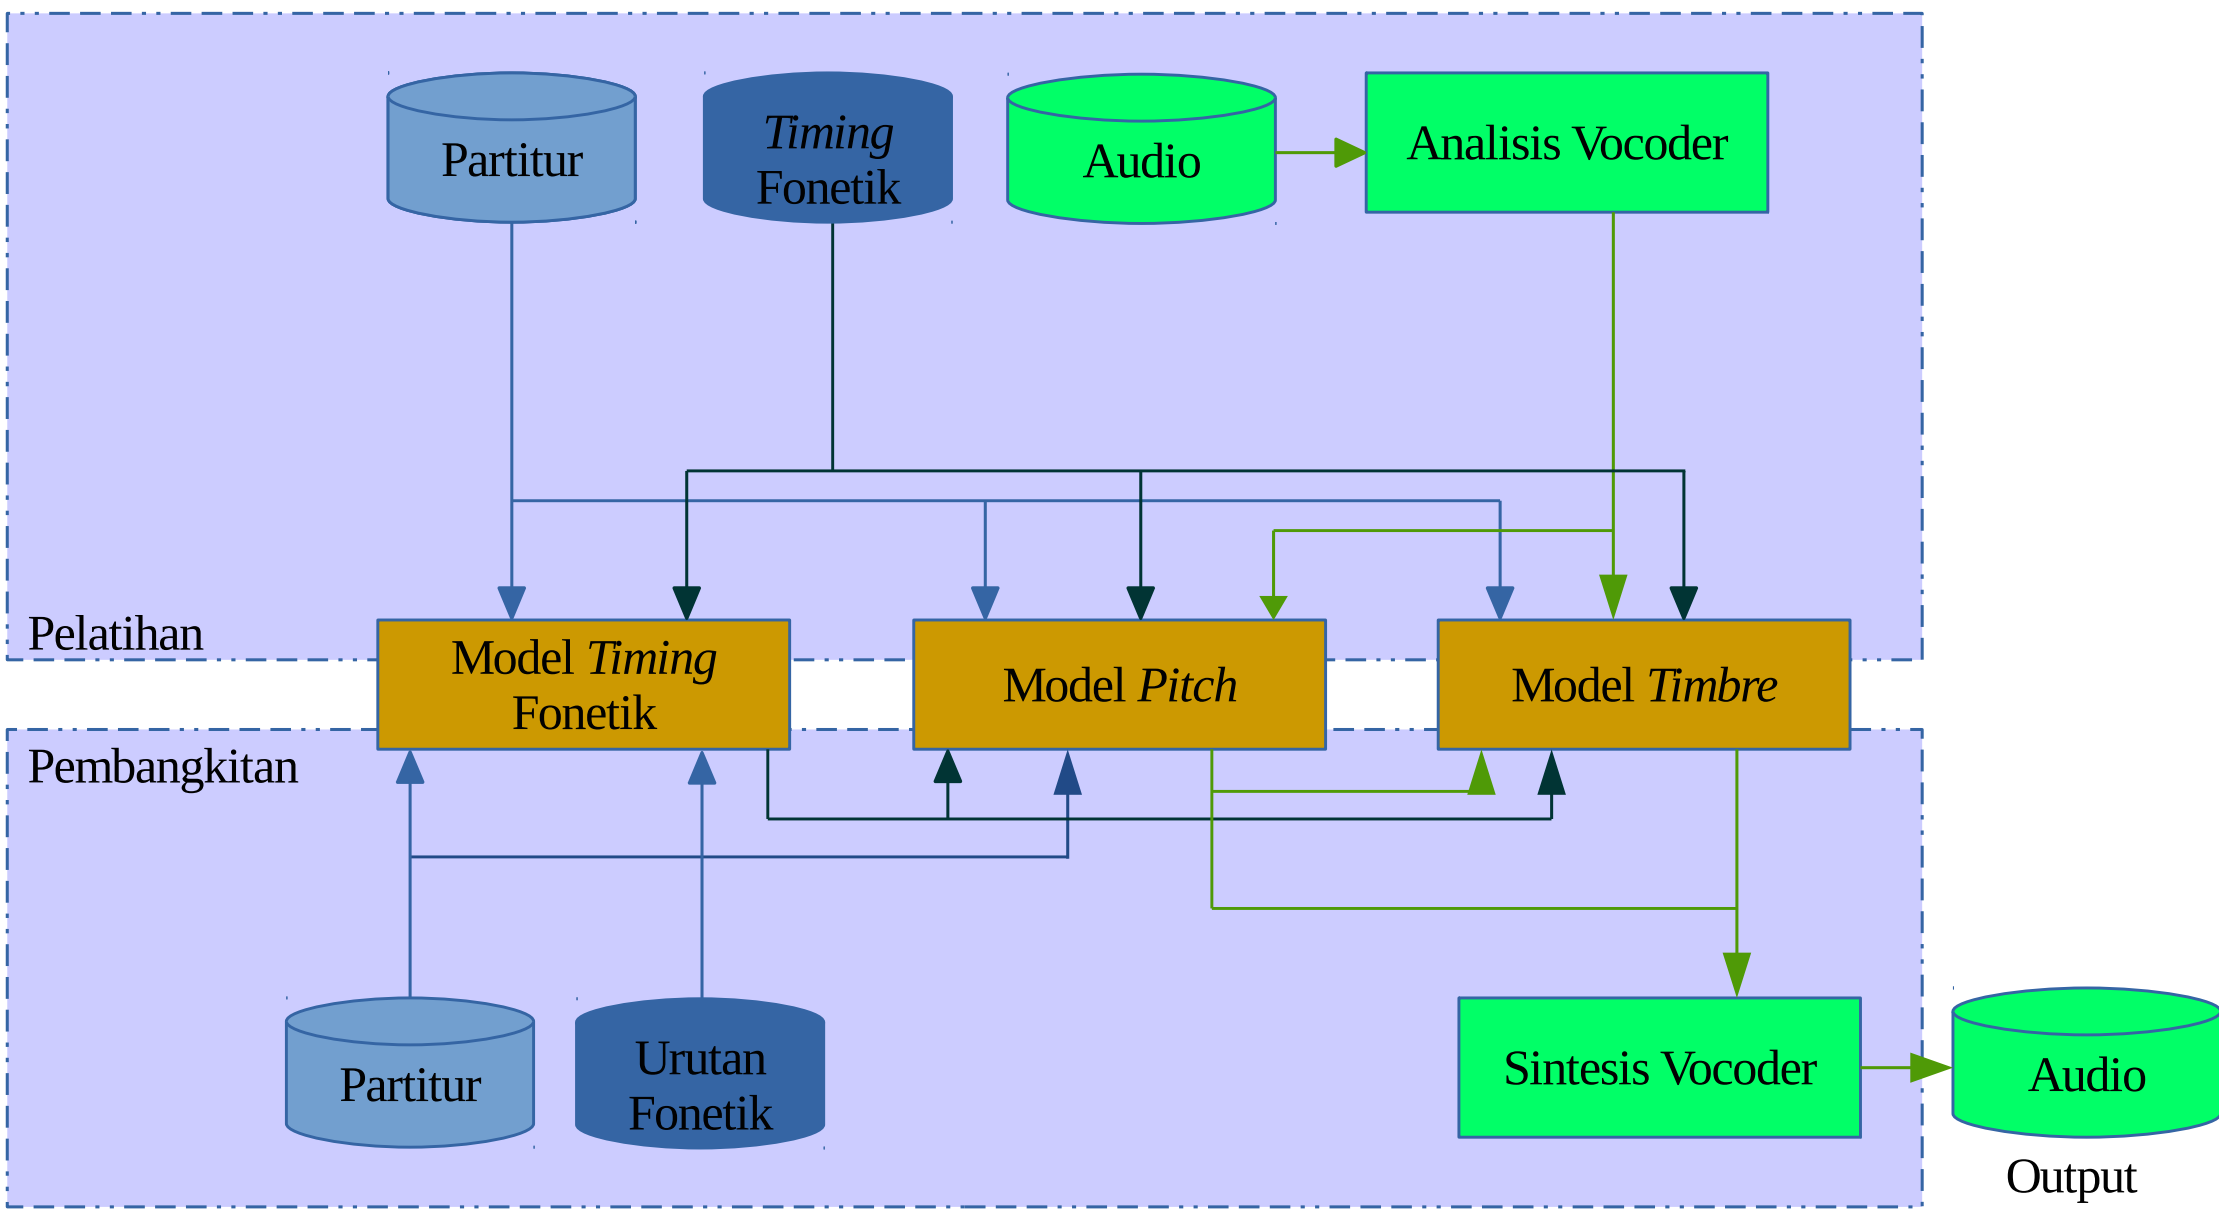 Partitur
Timing
Fonetik
Audio
Analisis Vocoder
Pelatihan
Model Timing
Fonetik
Model Pitch
Model Timbre
Pembangkitan
Partitur
Urutan
Fonetik
Sintesis Vocoder
Audio
Output